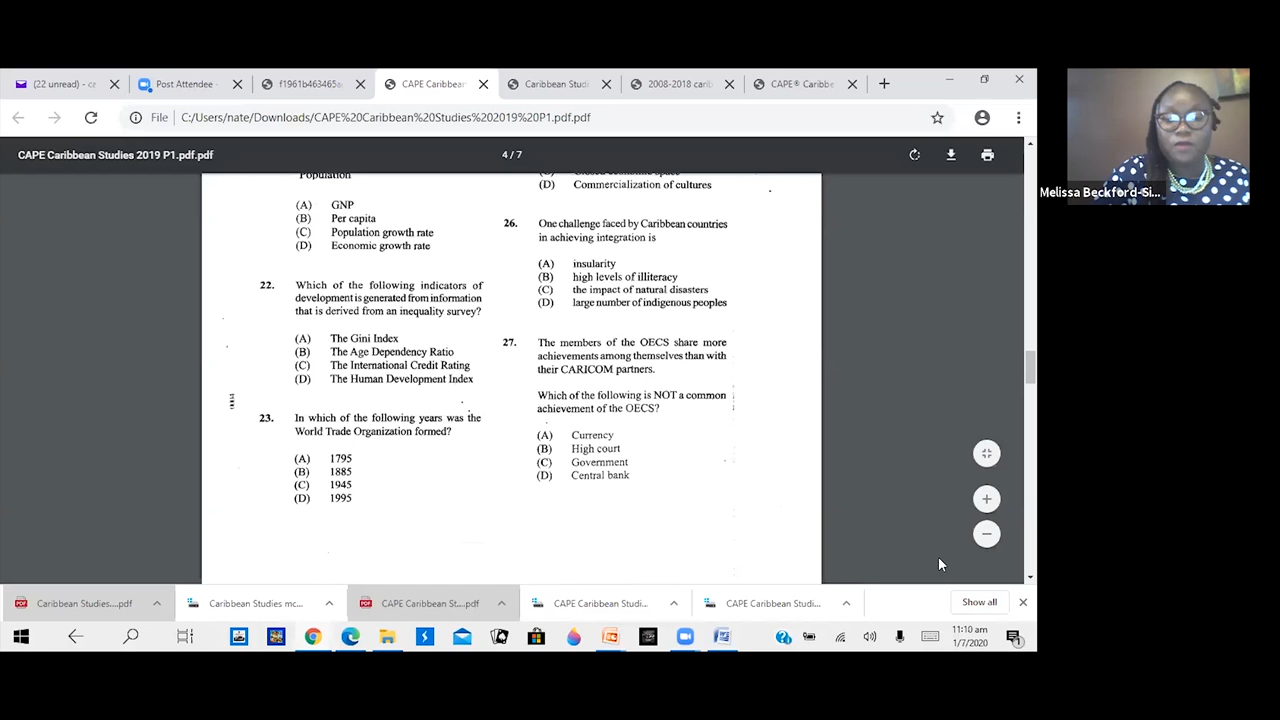 (22 unread) - ca
Post Attendee -
f1961b463465a
CAPE Caribbean
Caribbean Studi
2008-2018 carib
CAPE® Caribbe
File
C:/Users/nate/Downloads/CAPE%20Caribbean%20Studies%202019%20P1.pdf.pdf
CAPE Caribbean Studies 2019 P1.pdf.pdf
4 / 7
Population
(A) GNP
(B) Per capita
(C) Population growth rate
(D) Economic growth rate
22. Which of the following indicators of
development is generated from information
that is derived from an inequality survey?
(A) The Gini Index
(B) The Age Dependency Ratio
(C) The International Credit Rating
(D) The Human Development Index
23. In which of the following years was the
World Trade Organization formed?
(A) 1795
(B) 1885
(C) 1945
(D) 1995
(D) Commercialization of cultures
26. One challenge faced by Caribbean countries
in achieving integration is
(A) insularity
(B) high levels of illiteracy
(C) the impact of natural disasters
(D) large number of indigenous peoples
27. The members of the OECS share more
achievements among themselves than with
their CARICOM partners.
Which of the following is NOT a common
achievement of the OECS?
(A) Currency
(B) High court
(C) Government
(D) Central bank
Melissa Beckford-Si...
Caribbean Studies....pdf
Caribbean Studies mc...
CAPE Caribbean St....pdf
CAPE Caribbean Studi...
CAPE Caribbean Studi...
Show all
11:10 am
1/7/2020